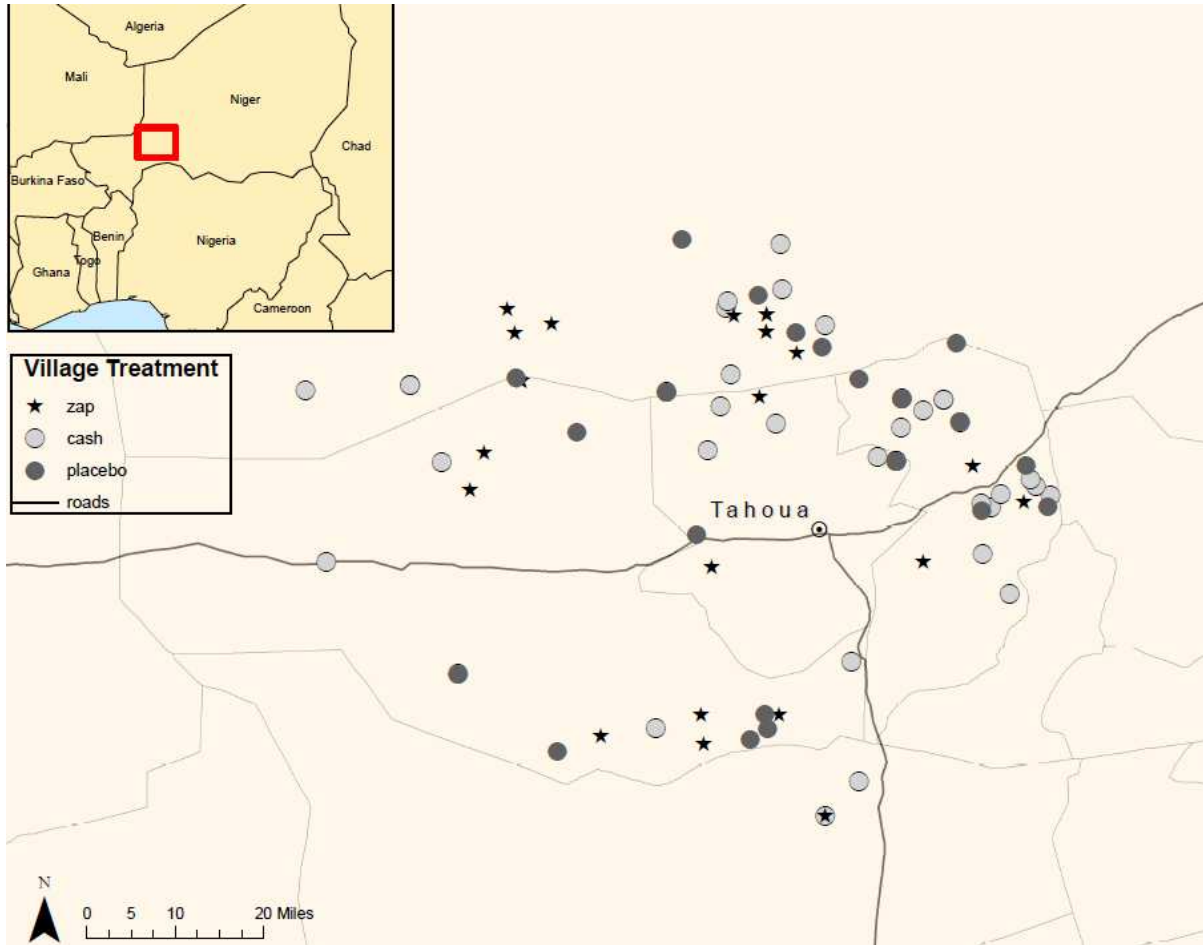 Algeria
Mali
Niger
Chad
Burkina Faso
Benin
Nigeria
Togo
Ghana
Cameroon
Village Treatment
zap
cash
placebo
roads
Tahoua
N
0 5 10 20 Miles